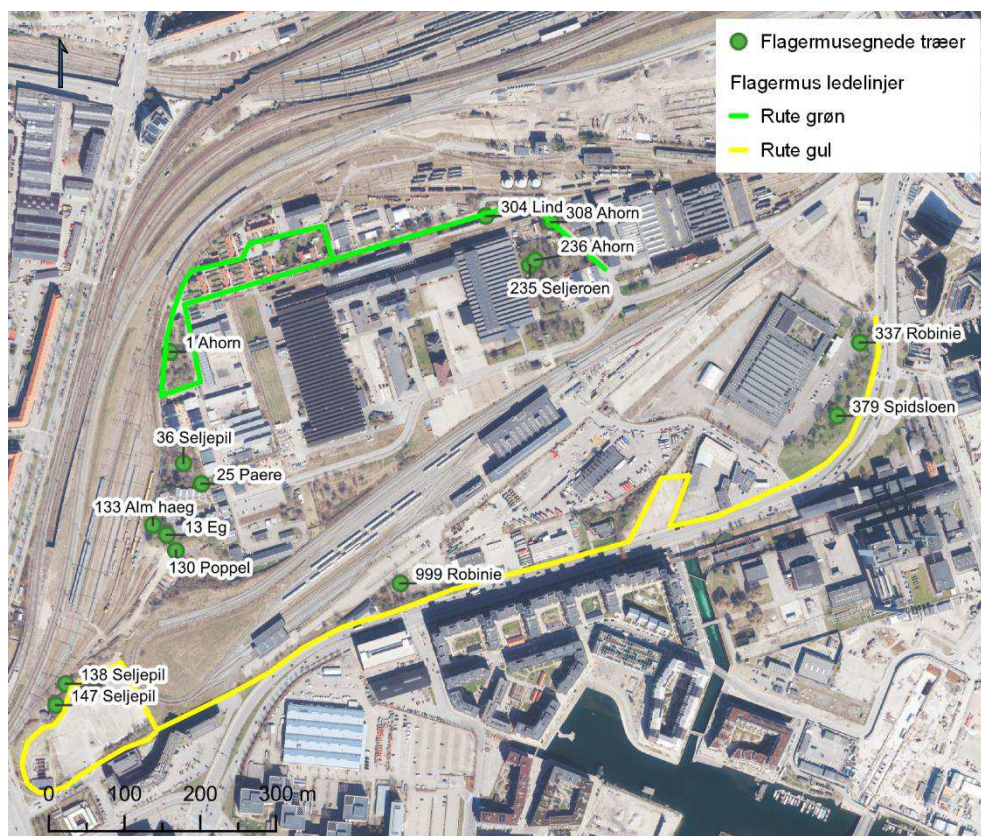 Flagermusegnede træer
Flagermus ledelinjer
Rute grøn
Rute gul
304 Lind
308 Ahorn
236 Ahorn
235 Seljeroen
1 Ahorn
337 Robinie
379 Spidsloen
36 Seljepil
25 Paere
133 Alm haeg
13 Eg
130 Poppel
999 Robinie
138 Seljepil
147 Seljepil
0 100 200 300 m